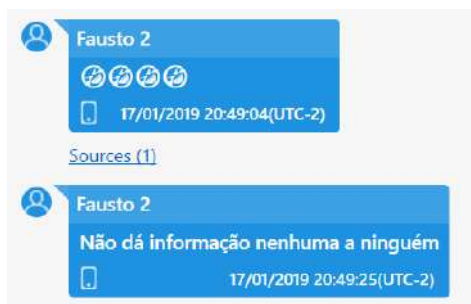 Fausto 2
17/01/2019 20:49:04(UTC-2)
Sources (1)
Fausto 2
Não dá informação nenhuma a ninguém
17/01/2019 20:49:25(UTC-2)